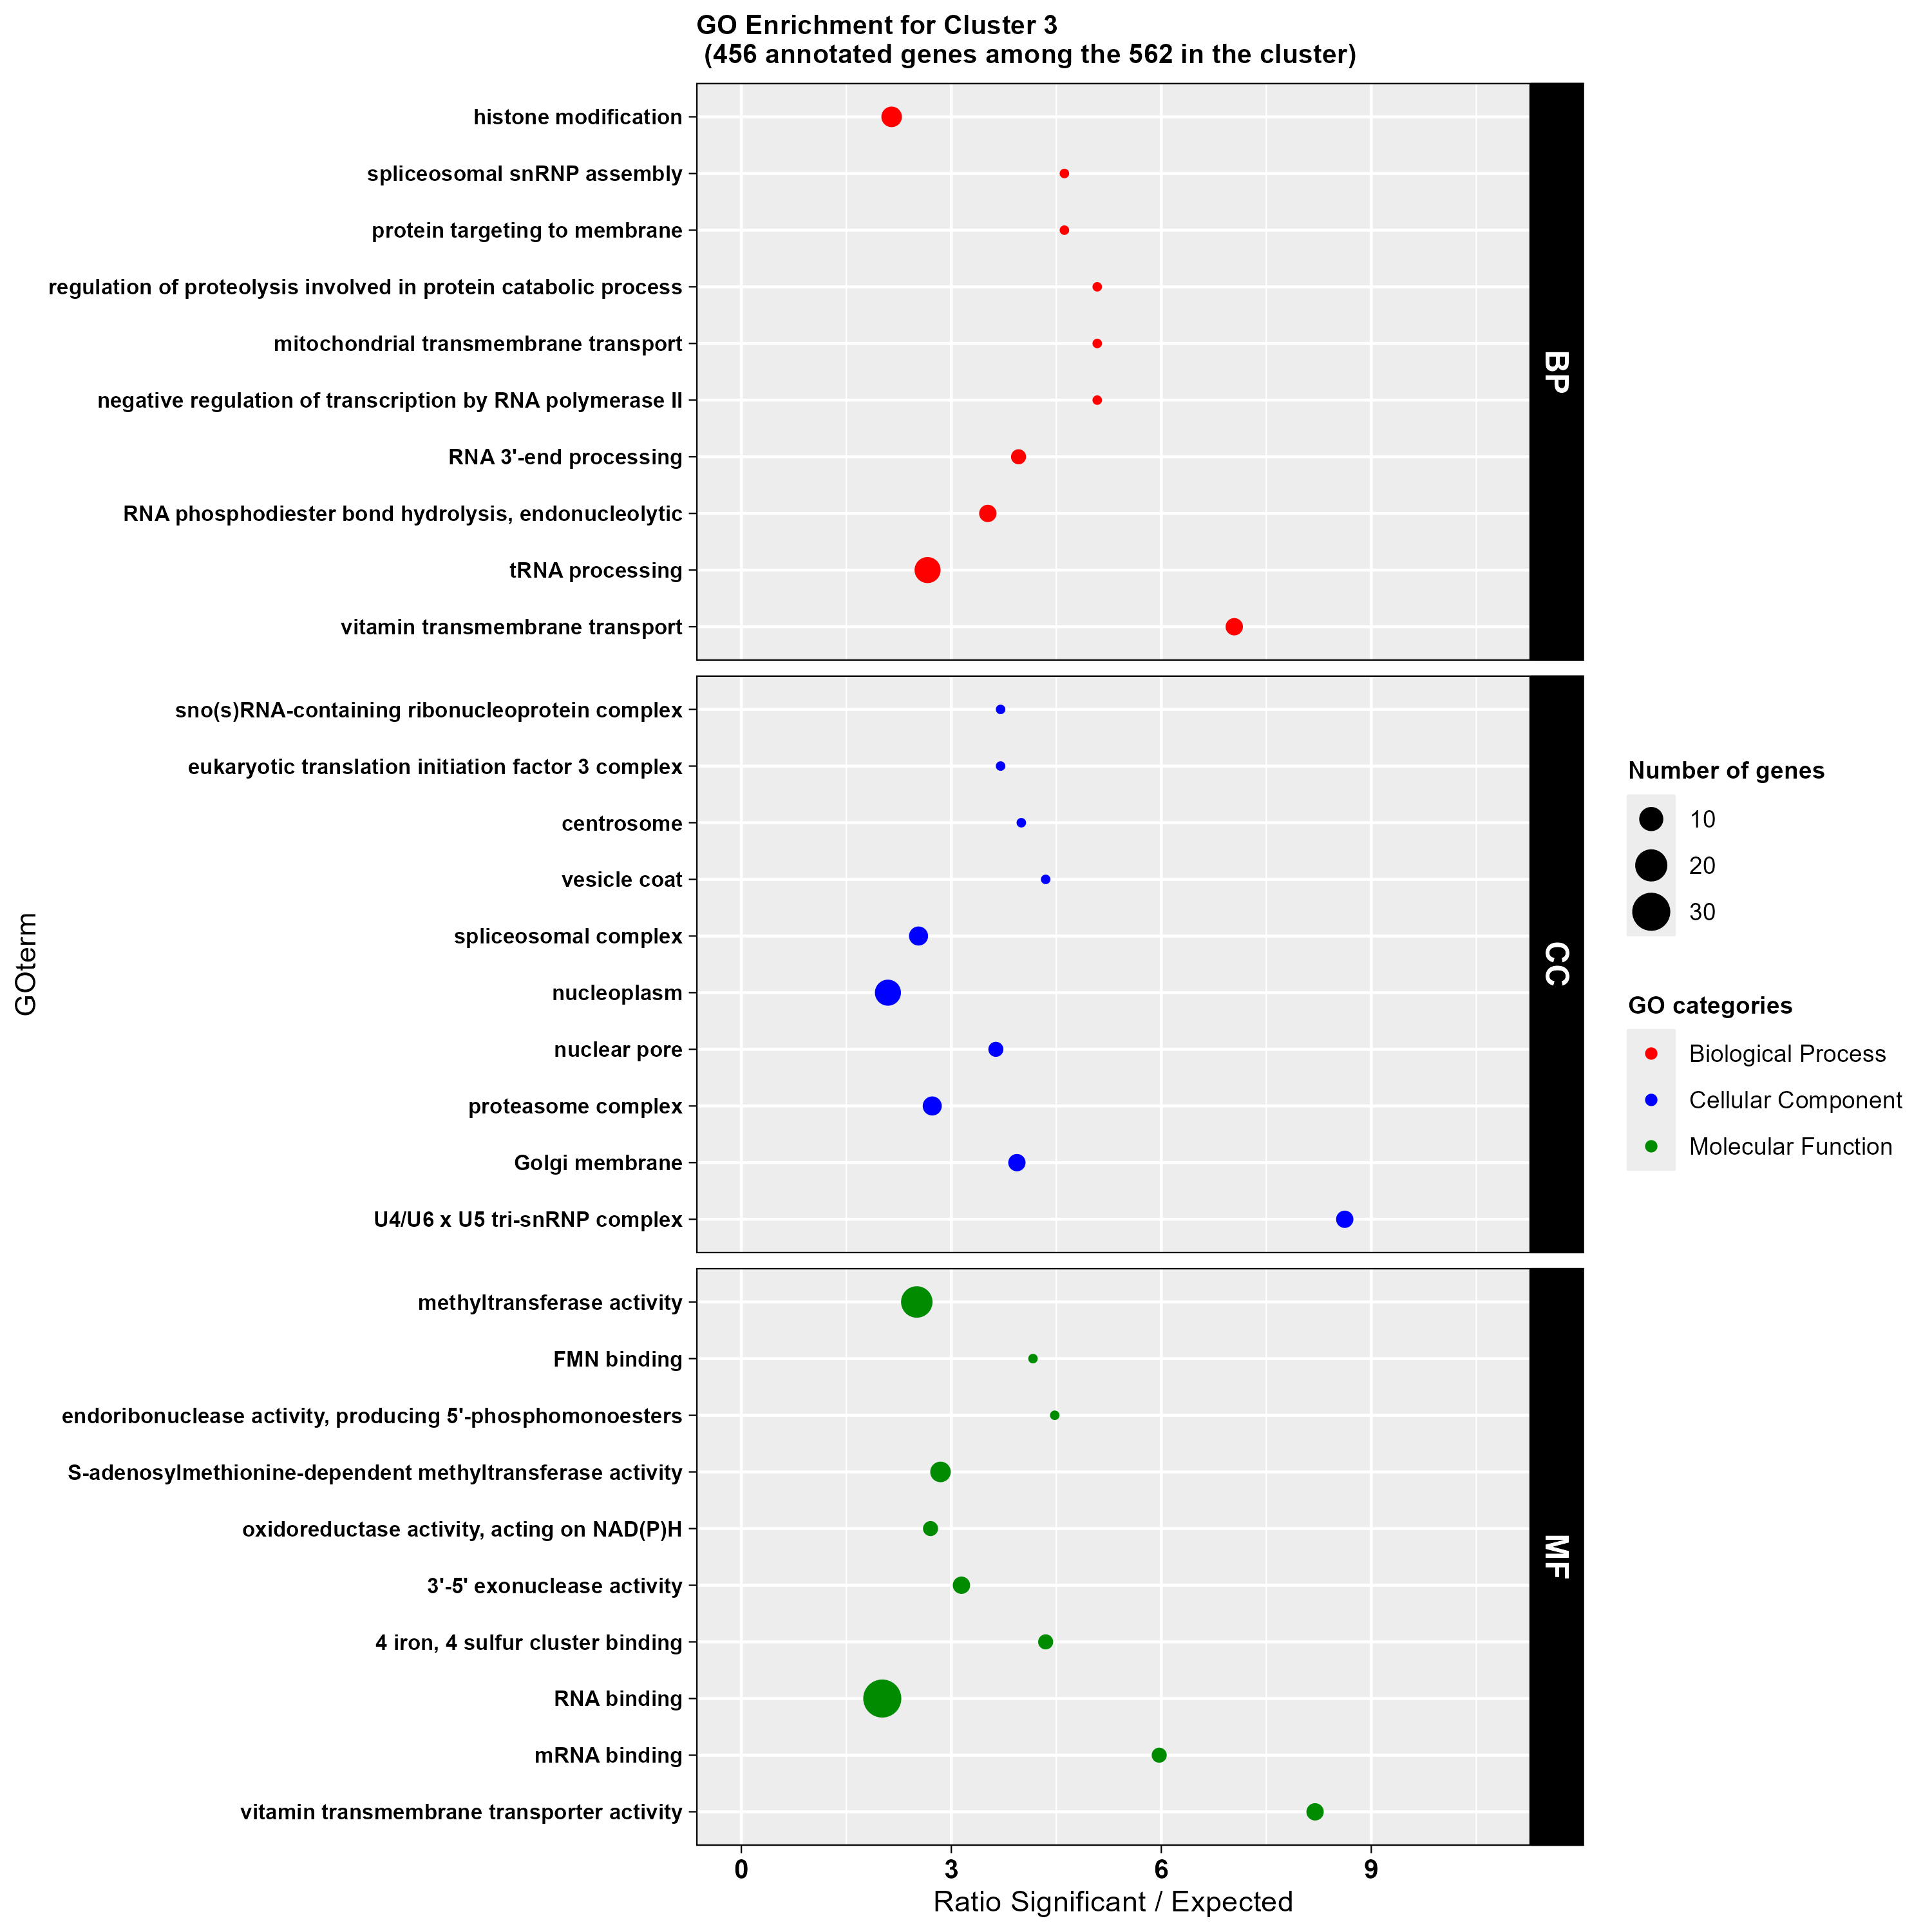 GO Enrichment for Cluster 3
(456 annotated genes among the 562 in the cluster)
histone modification
spliceosomal snRNP assembly
protein targeting to membrane
regulation of proteolysis involved in protein catabolic process
mitochondrial transmembrane transport
negative regulation of transcription by RNA polymerase II
RNA 3'-end processing
RNA phosphodiester bond hydrolysis, endonucleolytic
tRNA processing
vitamin transmembrane transport
BP
sno(s)RNA-containing ribonucleoprotein complex
eukaryotic translation initiation factor 3 complex
centrosome
vesicle coat
spliceosomal complex
nucleoplasm
nuclear pore
proteasome complex
Golgi membrane
U4/U6 x U5 tri-snRNP complex
CC
methyltransferase activity
FMN binding
endoribonuclease activity, producing 5'-phosphomonoesters
S-adenosylmethionine-dependent methyltransferase activity
oxidoreductase activity, acting on NAD(P)H
3'-5' exonuclease activity
4 iron, 4 sulfur cluster binding
RNA binding
mRNA binding
vitamin transmembrane transporter activity
MF
GOterm
0 3 6 9
Ratio Significant / Expected
Number of genes
10
20
30
GO categories
Biological Process
Cellular Component
Molecular Function